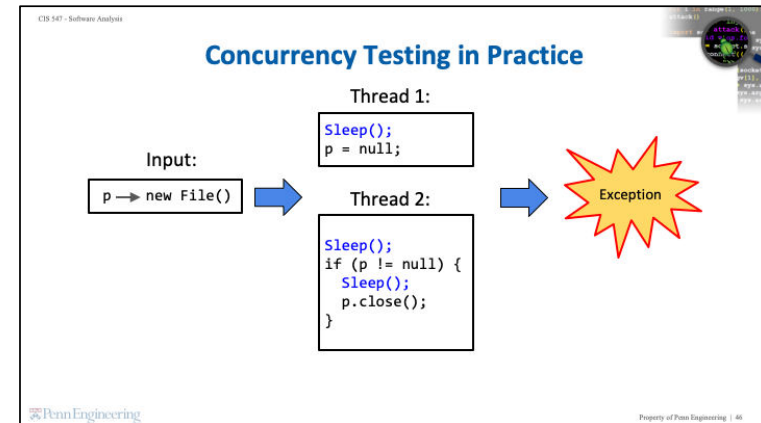 CIS 547 - Software Analysis
Concurrency Testing in Practice
Thread 1:
Sleep();
p = null;
Input:
p → new File()
Thread 2:
Sleep();
if (p != null) {
Sleep();
p.close();
}
Exception
Penn Engineering
Property of Penn Engineering | 46